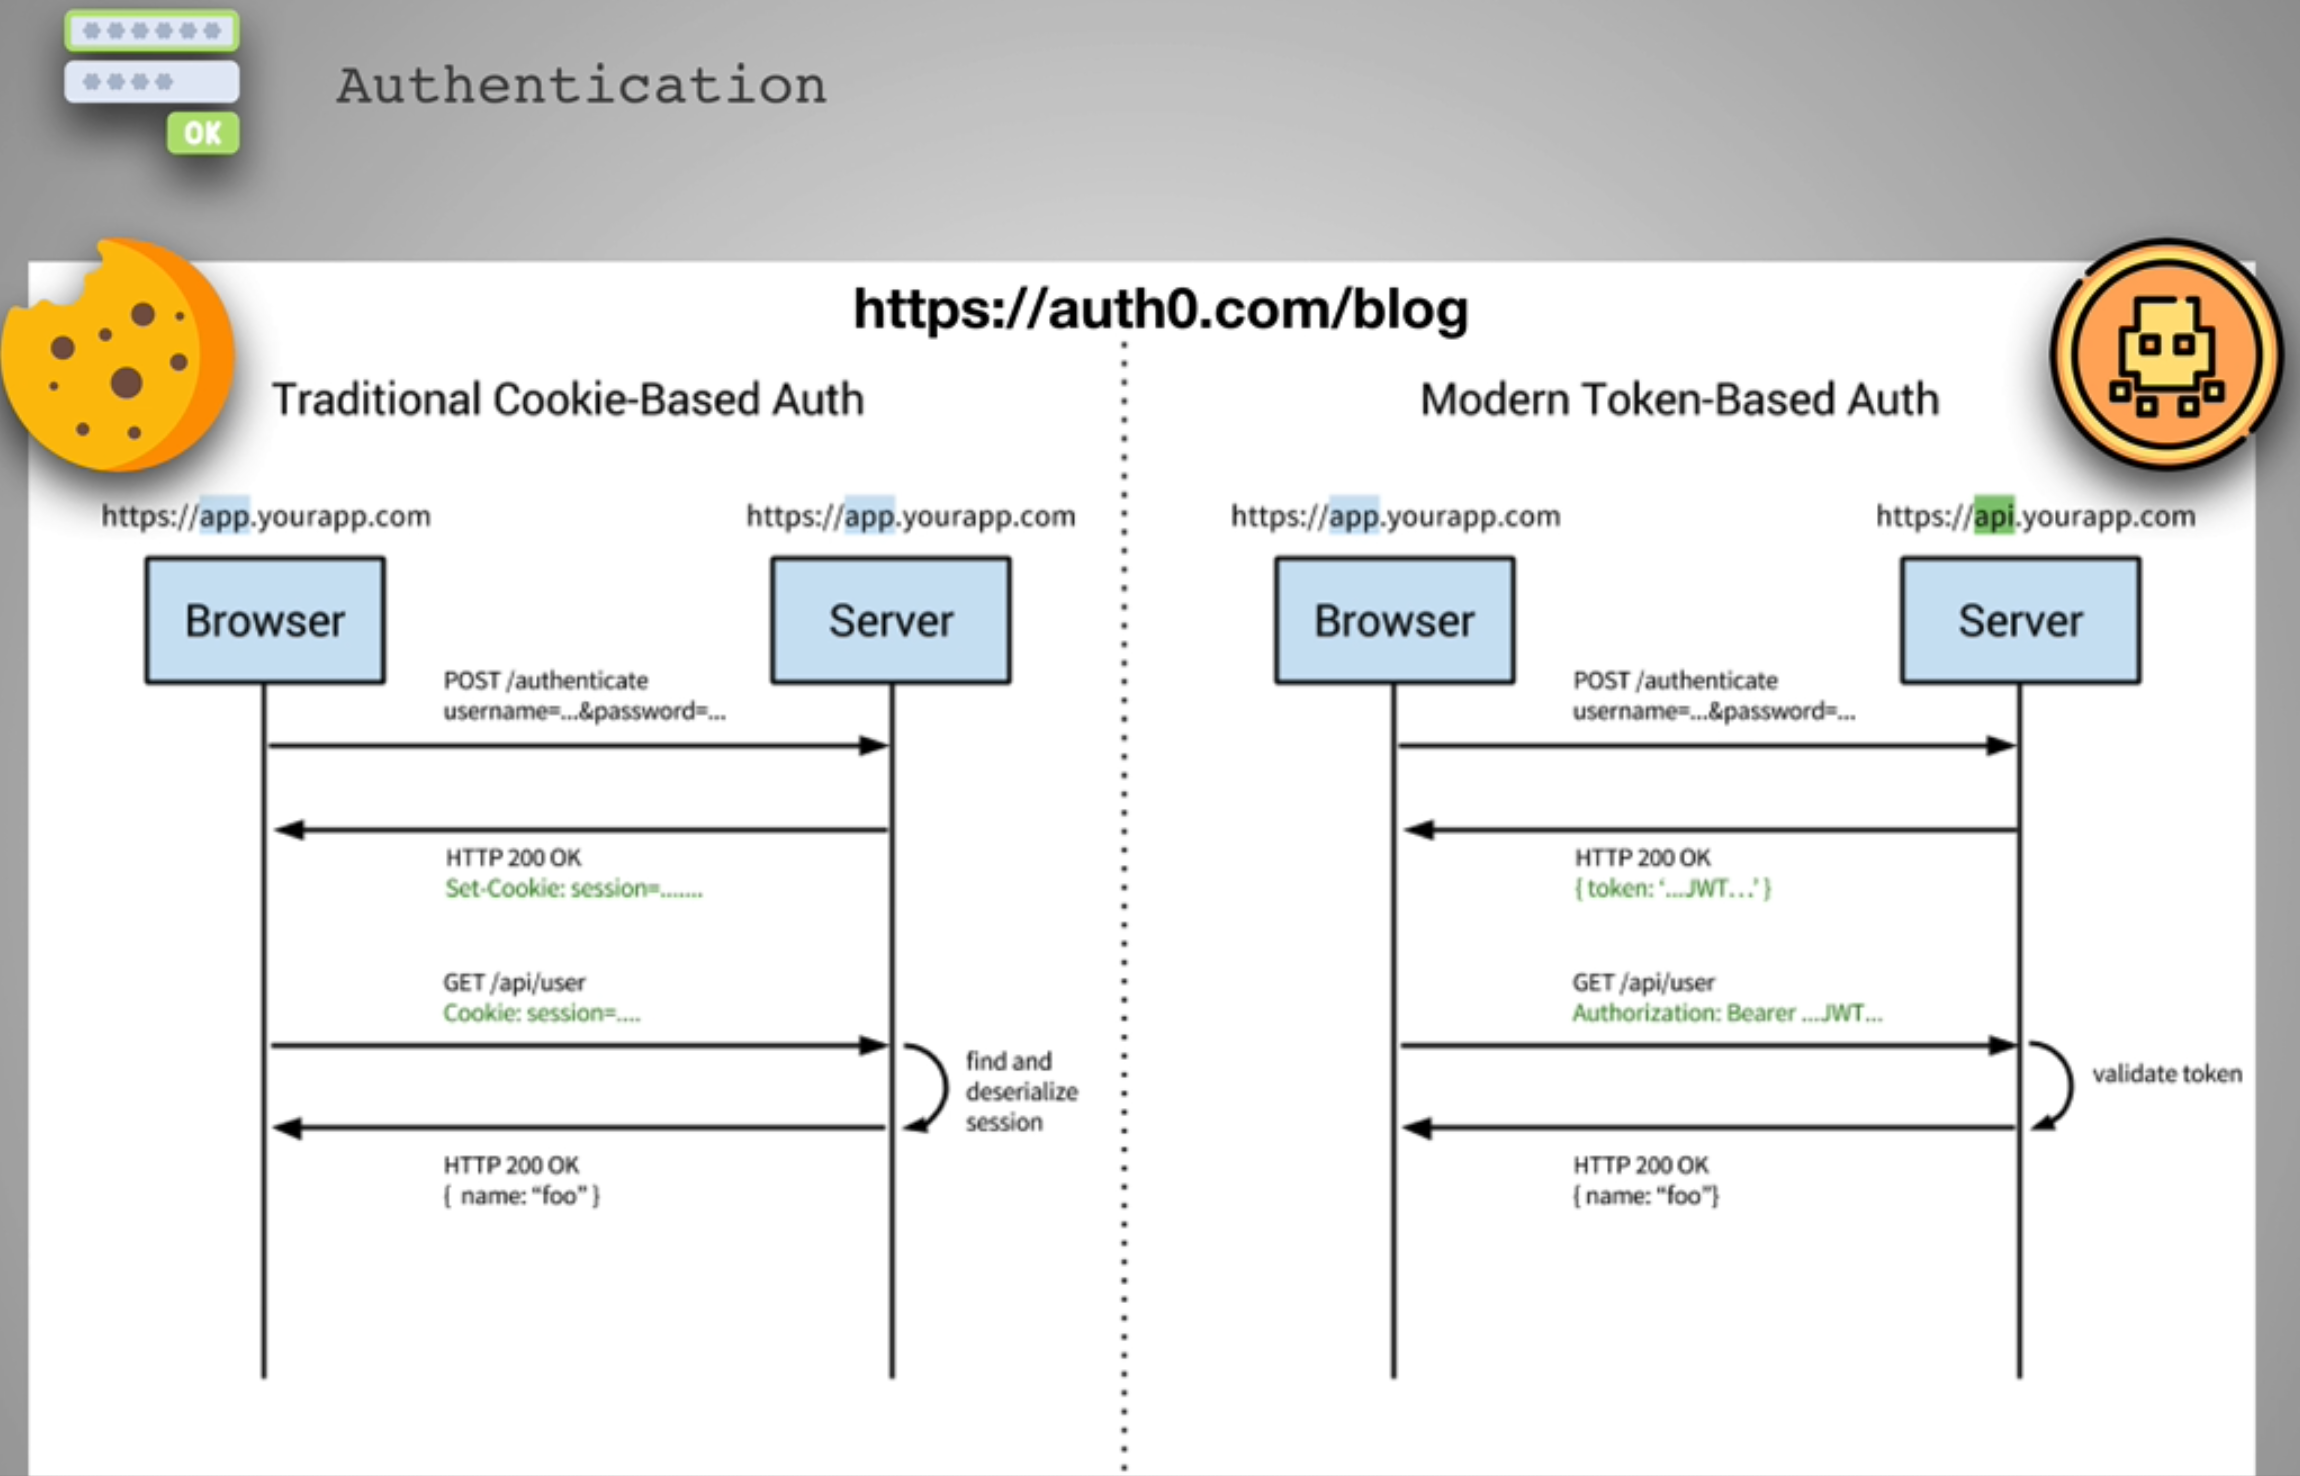 OK
Authentication
https://auth0.com/blog
Traditional Cookie-Based Auth
https://app.yourapp.com
https://app.yourapp.com
Browser
Server
POST /authenticate
username=...&password=...
HTTP 200 OK
Set-Cookie: session=.......
GET /api/user
Cookie: session=....
find and
deserialize
session
HTTP 200 OK
{ name: “foo” }
Modern Token-Based Auth
https://app.yourapp.com
https://api.yourapp.com
Browser
Server
POST /authenticate
username=...&password=...
HTTP 200 OK
{ token: ‘...JWT...’ }
GET /api/user
Authorization: Bearer ...JWT...
validate token
HTTP 200 OK
{ name: “foo”}